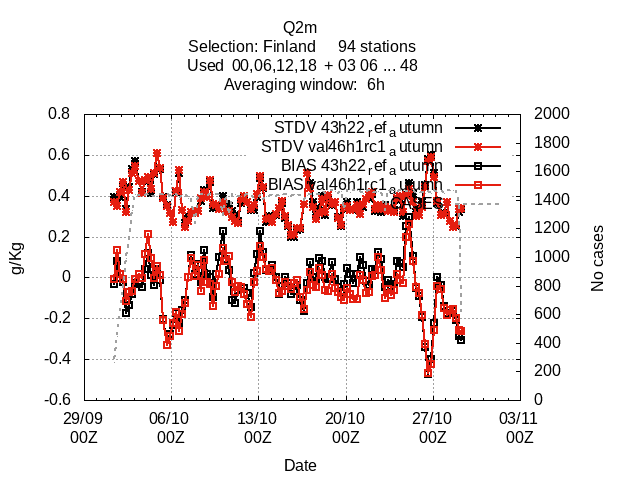 Q2m
Selection: Finland 94 stations
Used 00,06,12,18 + 03 06 ... 48
Averaging window: 6h
STDV 43h22_ref_autumn
STDV val46h1rc1_autumn
BIAS 43h22_ref_autumn
BIAS val46h1rc1_autumn
CASES
0.8
0.6
0.4
0.2
0
-0.2
-0.4
-0.6
g/Kg
2000
1800
1600
1400
1200
1000
800
600
400
200
0
No cases
29/09 06/10 13/10 20/10 27/10 03/11
00Z 00Z 00Z 00Z 00Z 00Z
Date